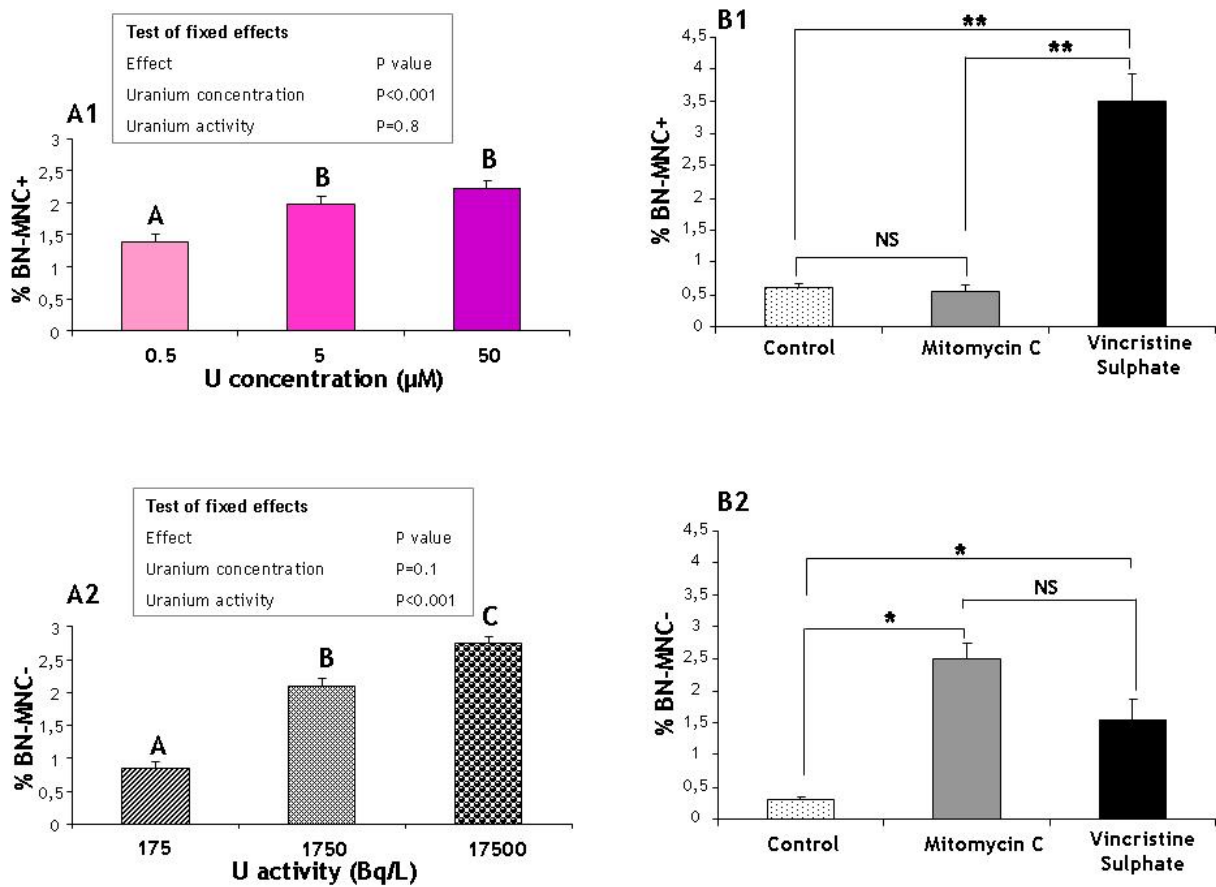 Test of fixed effects
Effect P value
Uranium concentration P<0.001
Uranium activity P=0.8
A1
% BN-MNC+
3
2,5
2
1,5
1
0,5
0
A
B
B
0.5 5 50
U concentration (µM)
B1
% BN-MNC+
4,5
4
3,5
3
2,5
2
1,5
1
0,5
0
**
**
NS
Control Mitomycin C Vincristine
Sulphate
Test of fixed effects
Effect P value
Uranium concentration P=0.1
Uranium activity P<0.001
A2
% BN-MNC-
3
2,5
2
1,5
1
0,5
0
A
B
C
175 1750 17500
U activity (Bq/L)
B2
% BN-MNC-
4,5
4
3,5
3
2,5
2
1,5
1
0,5
0
*
NS
*
Control Mitomycin C Vincristine
Sulphate